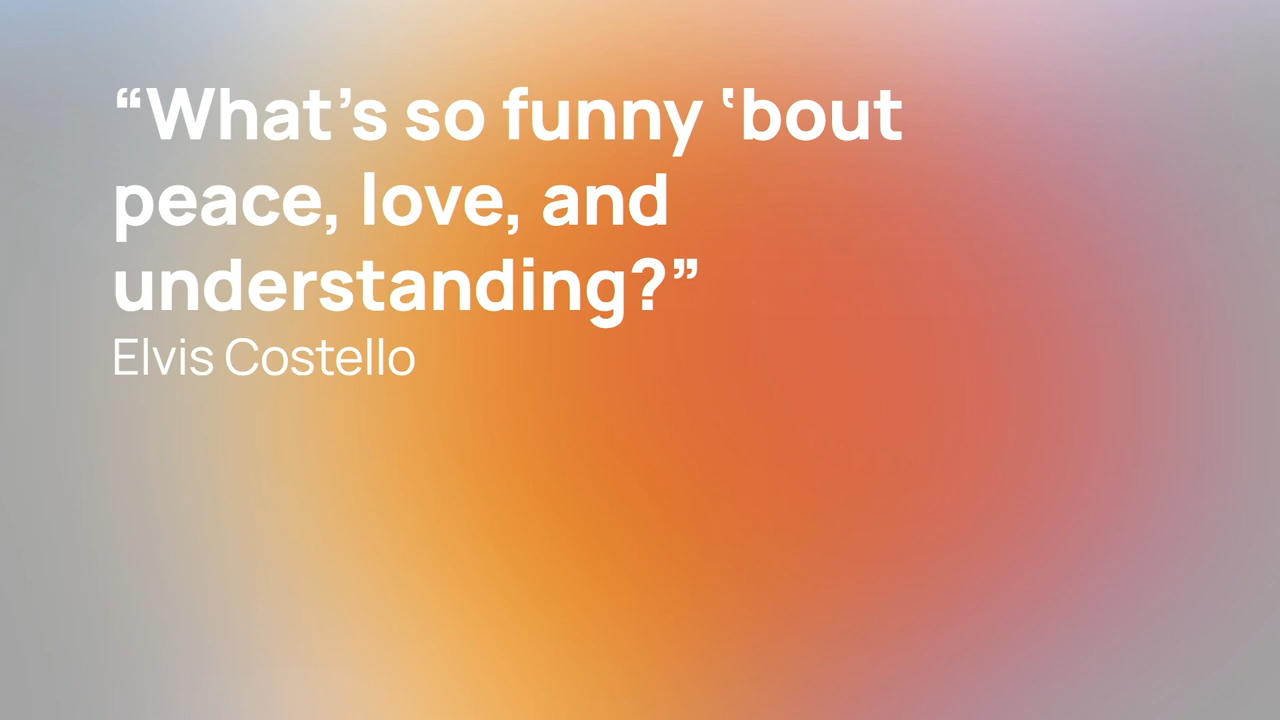 “What’s so funny ‘bout
peace, love, and
understanding?”
Elvis Costello